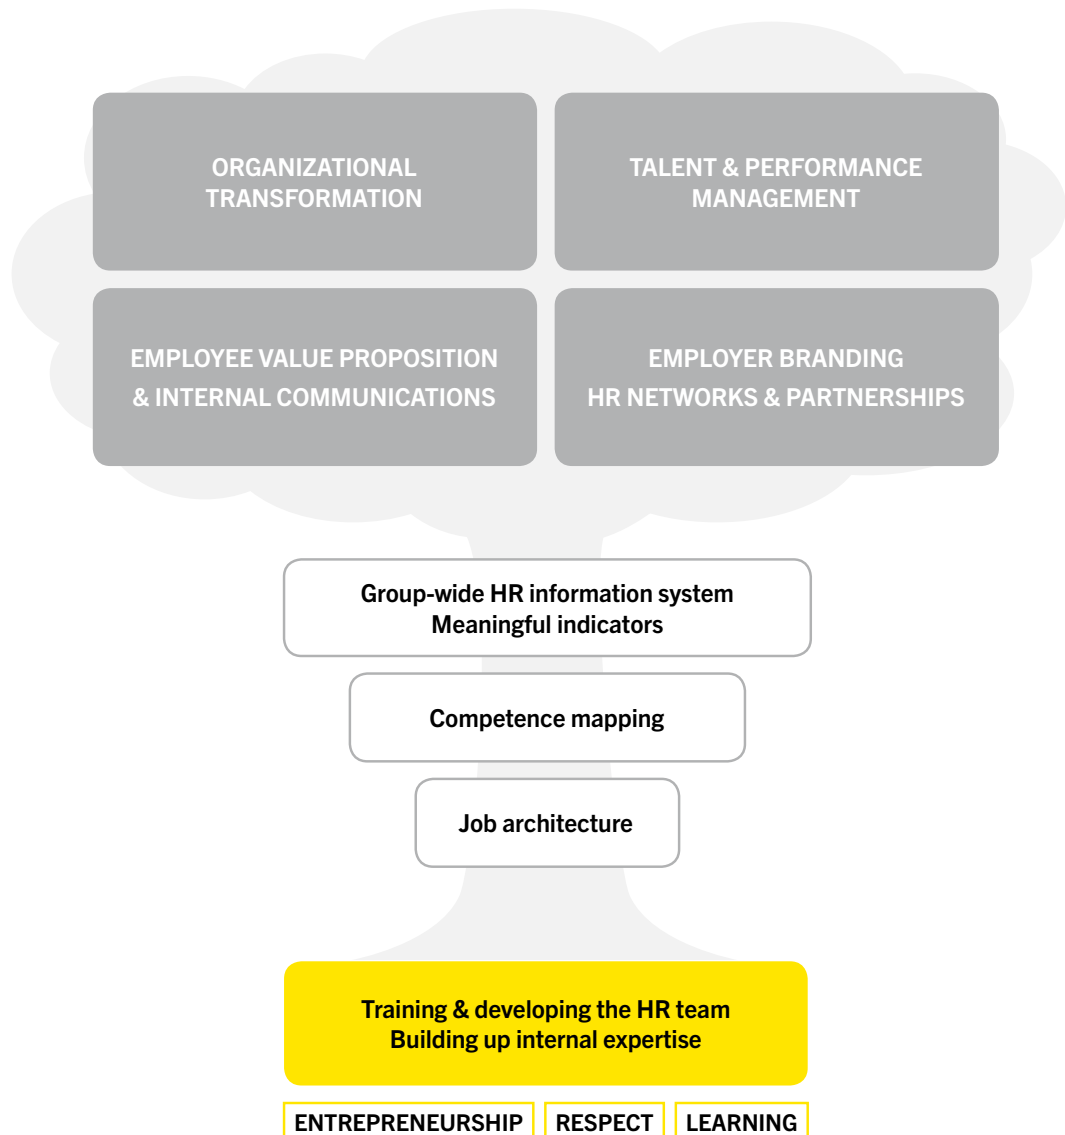 ORGANIZATIONAL
TRANSFORMATION
TALENT & PERFORMANCE
MANAGEMENT
EMPLOYEE VALUE PROPOSITION
& INTERNAL COMMUNICATIONS
EMPLOYER BRANDING
HR NETWORKS & PARTNERSHIPS
Group-wide HR information system
Meaningful indicators
Competence mapping
Job architecture
Training & developing the HR team
Building up internal expertise
ENTREPRENEURSHIP
RESPECT
LEARNING